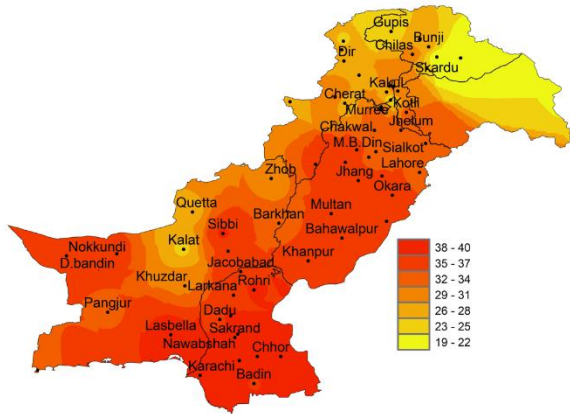 Gupis
Bunji
Dir
Chilas
Skardu
Kakul
Cherat
Murree
Kotli
Chakwal
Jhelum
M.B.Din
Sialkot
Lahore
Zhob
Jhang
Okara
Quetta
Multan
Sibbi
Barkhan
Bahawalpur
Kalat
Nokkundi
D.bandin
Jacobabad
Khanpur
Khuzdar
Larkana
Rohri
Pangjur
Dadu
Lasbella
Sakrand
Nawabshah
Chhor
Karachi
Badin
38 - 40
35 - 37
32 - 34
29 - 31
26 - 28
23 - 25
19 - 22